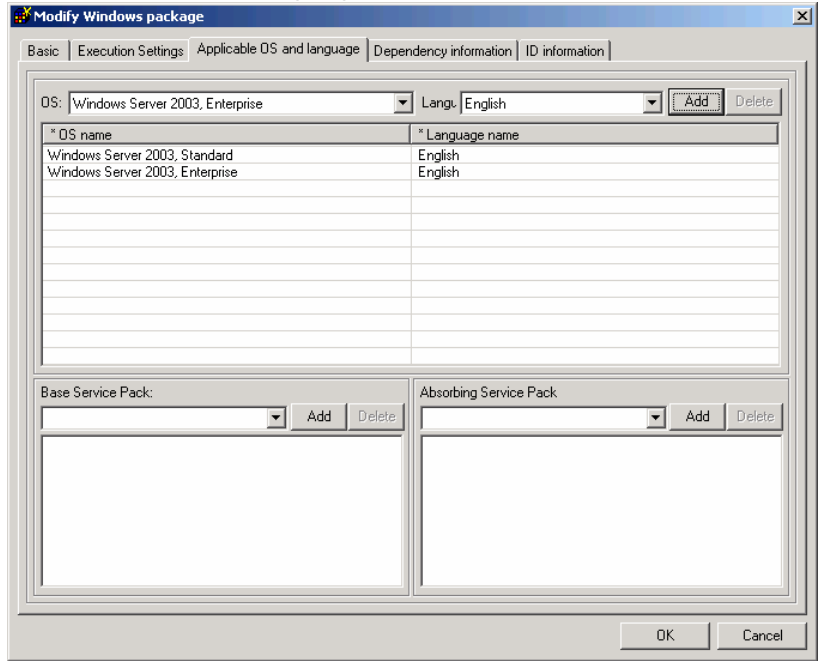 Modify Windows package
Basic Execution Settings Applicable OS and language Dependency information ID information
OS: Windows Server 2003, Enterprise Langu English Add Delete
* OS name * Language name
Windows Server 2003, Standard English
Windows Server 2003, Enterprise English
Base Service Pack: Absorbing Service Pack
Add Delete Add Delete
OK Cancel